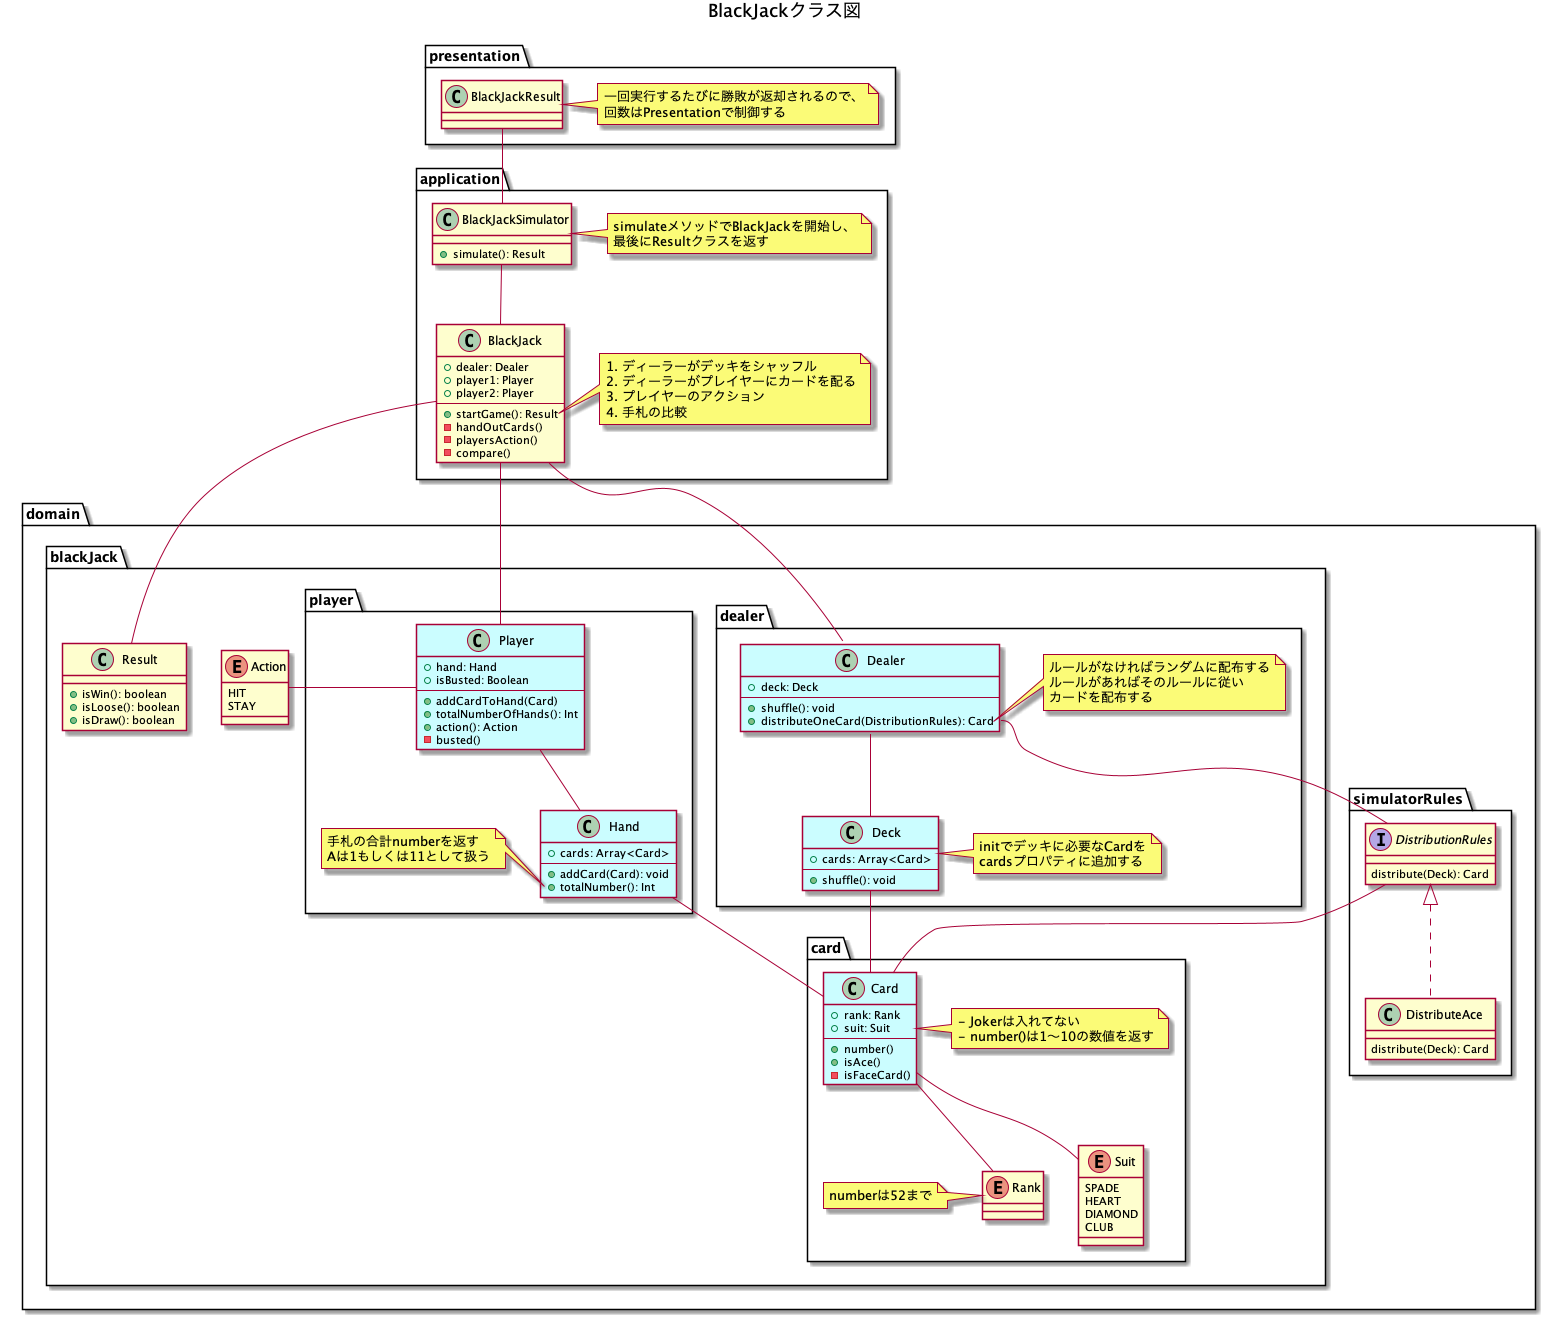 BlackJackクラス図
presentation
C BlackJackResult
一回実行するたびに勝敗が返却されるので、
回数はPresentationで制御する
application
C BlackJackSimulator
simulate(): Result
simulateメソッドでBlackJackを開始し、
最後にResultクラスを返す
C BlackJack
dealer: Dealer
player1: Player
player2: Player
startGame(): Result
handOutCards()
playersAction()
compare()
1. ディーラーがデッキをシャッフル
2. ディーラーがプレイヤーにカードを配る
3. プレイヤーのアクション
4. 手札の比較
domain
blackJack
C Result
isWin(): boolean
isLoose(): boolean
isDraw(): boolean
E Action
HIT
STAY
player
C Player
hand: Hand
isBusted: Boolean
addCardToHand(Card)
totalNumberOfHands(): Int
action(): Action
busted()
手札の合計numberを返す
Aは1もしくは11として扱う
C Hand
cards: Array<Card>
addCard(Card): void
totalNumber(): Int
dealer
C Dealer
deck: Deck
shuffle(): void
distributeOneCard(DistributionRules): Card
ルールがなければランダムに配布する
ルールがあればそのルールに従い
カードを配布する
C Deck
cards: Array<Card>
shuffle(): void
initでデッキに必要なCardを
cardsプロパティに追加する
simulatorRules
I DistributionRules
distribute(Deck): Card
C DistributeAce
distribute(Deck): Card
card
C Card
rank: Rank
suit: Suit
number()
isAce()
isFaceCard()
– Jokerは入れてない
– number()は1〜10の数値を返す
numberは52まで
E Rank
E Suit
SPADE
HEART
DIAMOND
CLUB